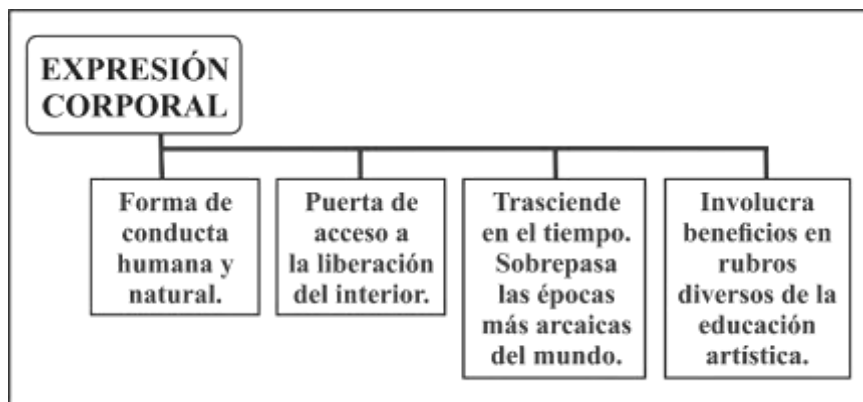 EXPRESIÓN
CORPORAL
Forma de
conducta
humana y
natural.
Puerta de
acceso a
la liberación
del interior.
Trasciende
en el tiempo.
Sobrepasa
las épocas
más arcaicas
del mundo.
Involucra
beneficios en
rubros
diversos de la
educación
artística.